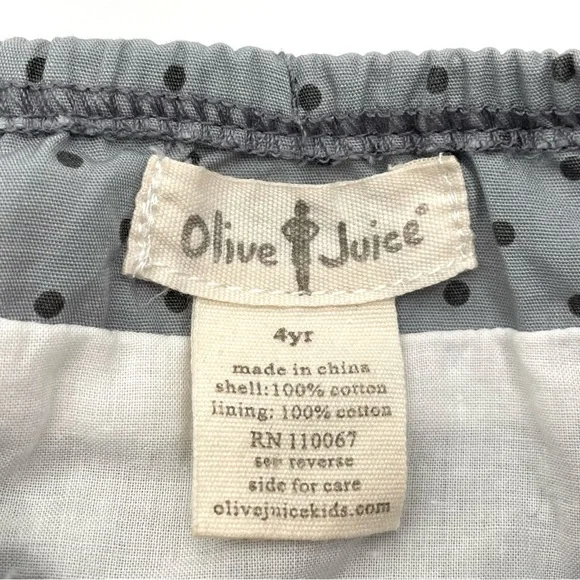 Olive Juice®
4yr
made in china
shell: 100% cotton
lining: 100% cotton
RN 110067
see reverse
side for care
olivejuicekids.com